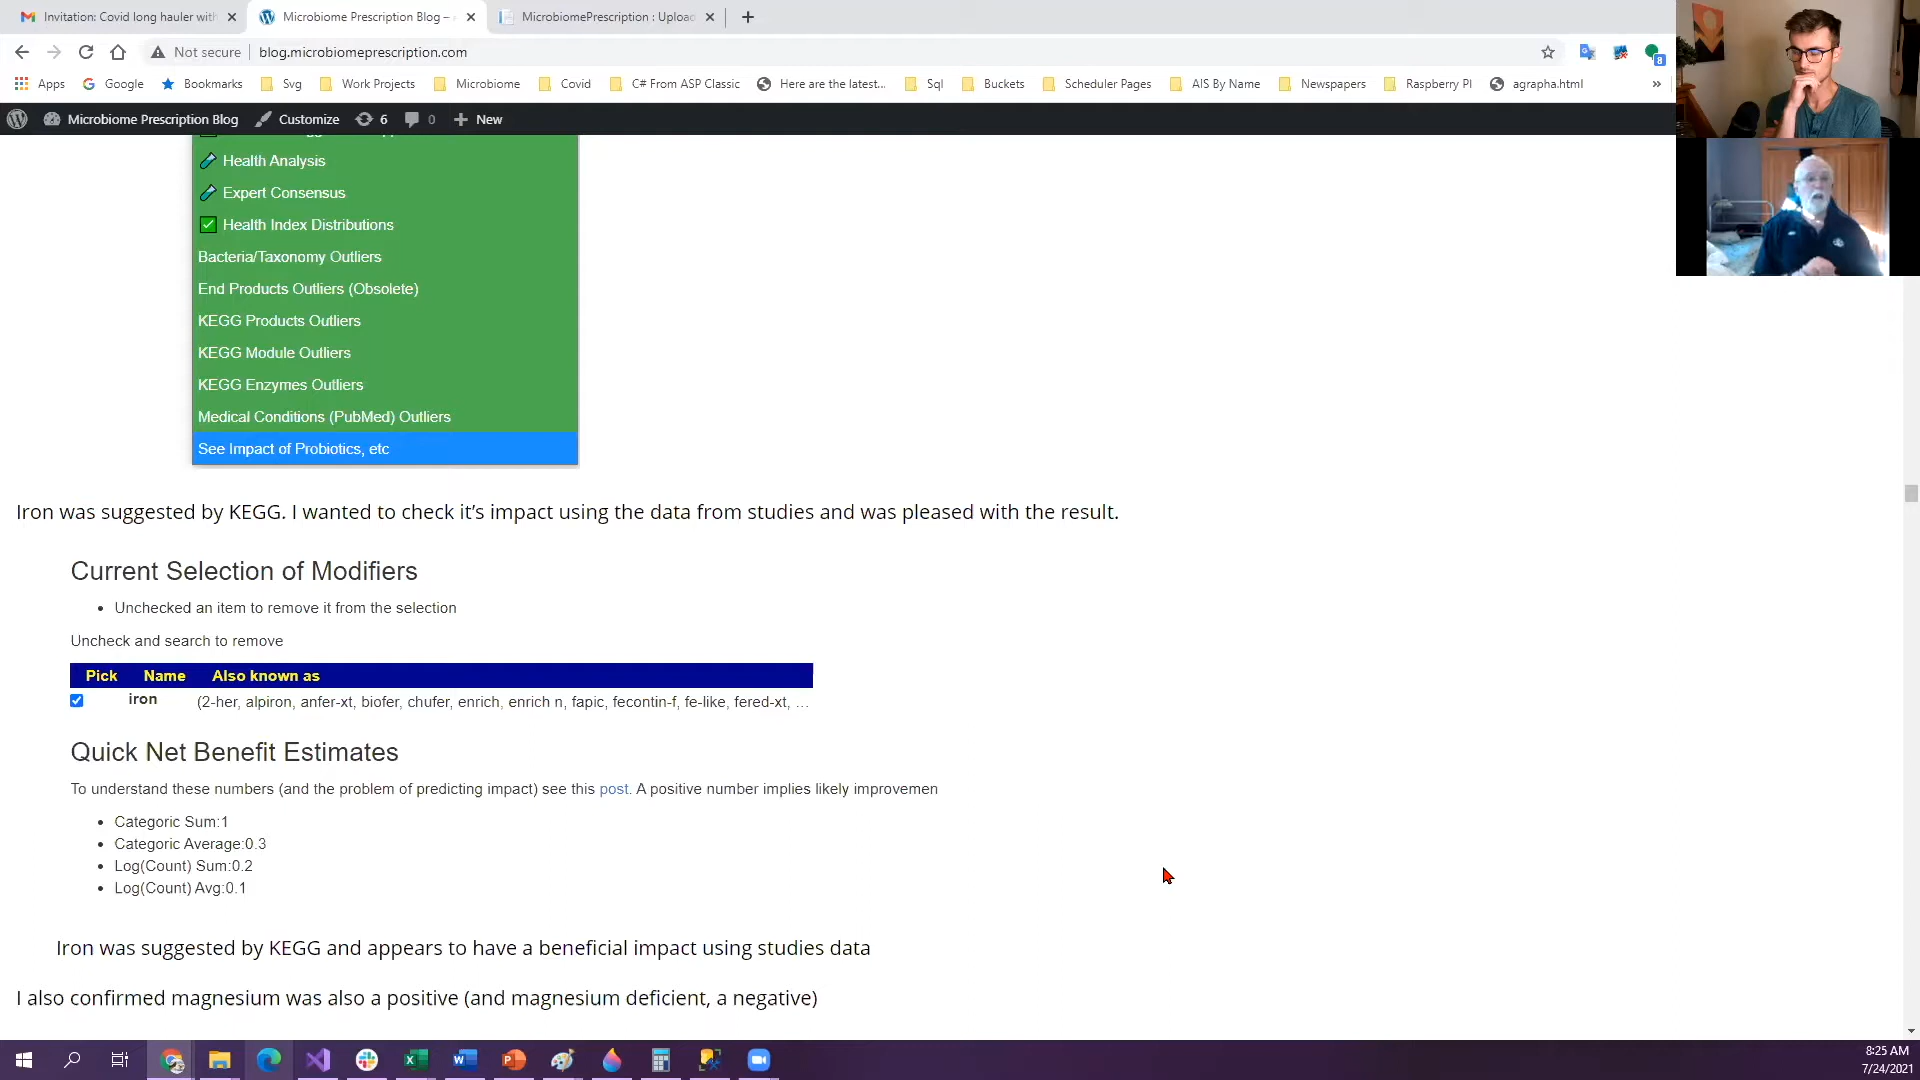 Invitation: Covid long hauler with
Microbiome Prescription Blog –
MicrobiomePrescription : Upload
Not secure
blog.microbiomeprescription.com
8
Apps
Google
Bookmarks
Svg
Work Projects
Microbiome
Covid
C# From ASP Classic
Here are the latest...
Sql
Buckets
Scheduler Pages
AIS By Name
Newspapers
Raspberry PI
agrapha.html
»
Microbiome Prescription Blog
Customize
6
0
New
Health Analysis
Expert Consensus
Health Index Distributions
Bacteria/Taxonomy Outliers
End Products Outliers (Obsolete)
KEGG Products Outliers
KEGG Module Outliers
KEGG Enzymes Outliers
Medical Conditions (PubMed) Outliers
See Impact of Probiotics, etc
Iron was suggested by KEGG. I wanted to check it's impact using the data from studies and was pleased with the result.
Current Selection of Modifiers
Unchecked an item to remove it from the selection
Uncheck and search to remove
Pick Name Also known as
iron (2-her, alpiron, anfer-xt, biofer, chufer, enrich, enrich n, fapic, fecontin-f, fe-like, fered-xt, ...
Quick Net Benefit Estimates
To understand these numbers (and the problem of predicting impact) see this post. A positive number implies likely improvemen
Categoric Sum:1
Categoric Average:0.3
Log(Count) Sum:0.2
Log(Count) Avg:0.1
Iron was suggested by KEGG and appears to have a beneficial impact using studies data
I also confirmed magnesium was also a positive (and magnesium deficient, a negative)
8:25 AM
7/24/2021